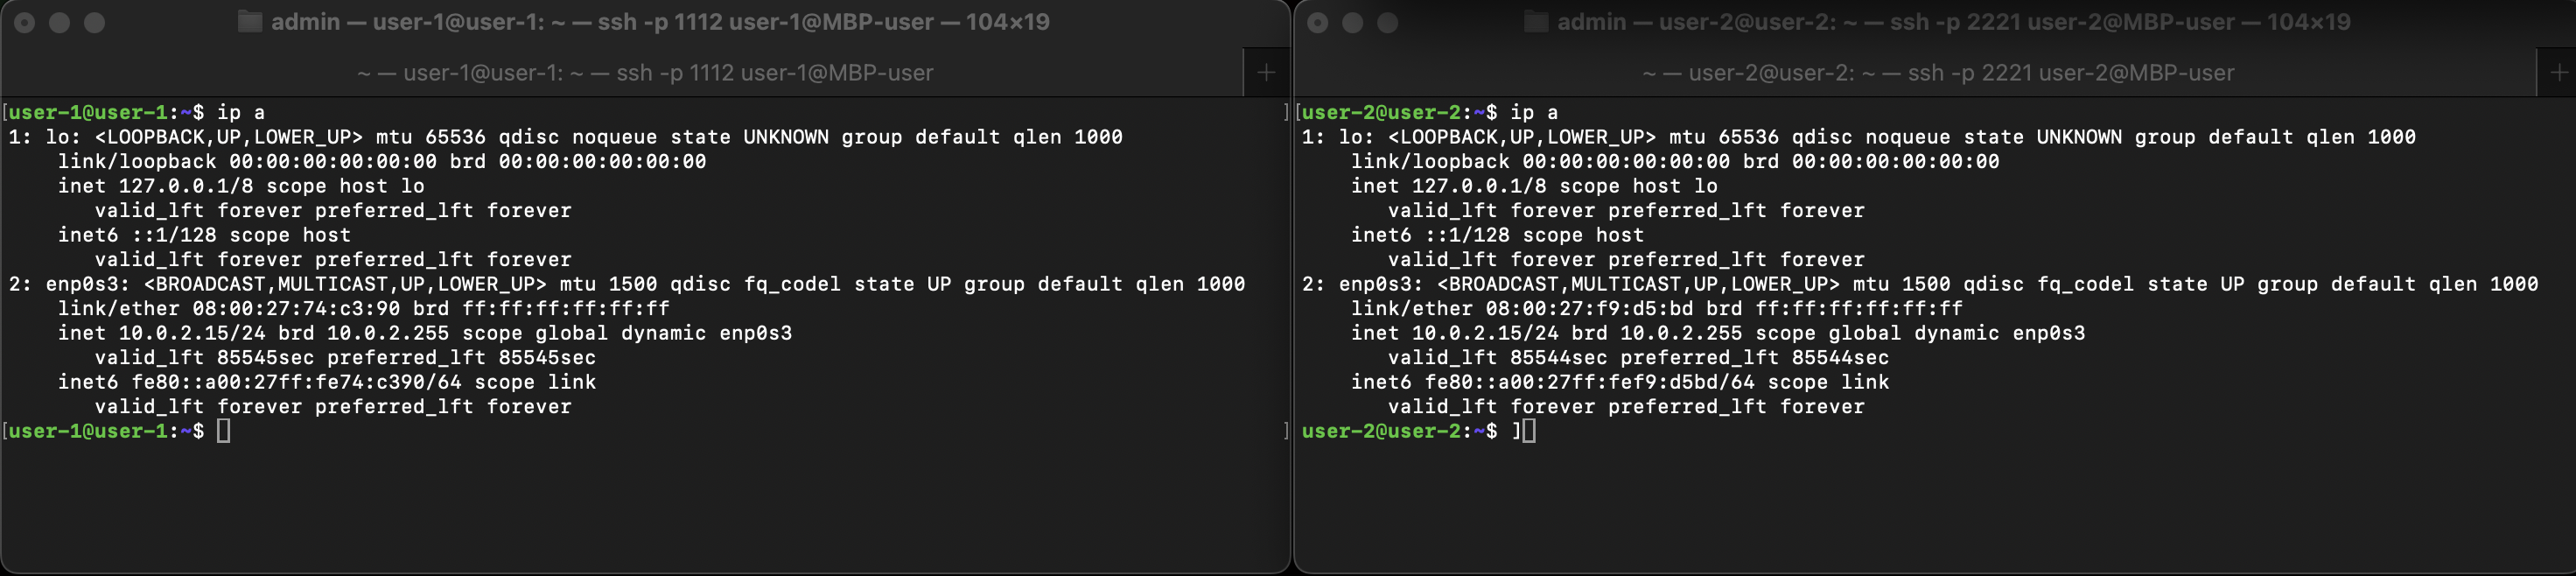 admin — user-1@user-1: ~ — ssh -p 1112 user-1@MBP-user — 104×19
~ — user-1@user-1: ~ — ssh -p 1112 user-1@MBP-user
+
[user-1@user-1:~$ ip a ]
1: lo: <LOOPBACK,UP,LOWER_UP> mtu 65536 qdisc noqueue state UNKNOWN group default qlen 1000
link/loopback 00:00:00:00:00:00 brd 00:00:00:00:00:00
inet 127.0.0.1/8 scope host lo
valid_lft forever preferred_lft forever
inet6 ::1/128 scope host
valid_lft forever preferred_lft forever
2: enp0s3: <BROADCAST,MULTICAST,UP,LOWER_UP> mtu 1500 qdisc fq_codel state UP group default qlen 1000
link/ether 08:00:27:74:c3:90 brd ff:ff:ff:ff:ff:ff
inet 10.0.2.15/24 brd 10.0.2.255 scope global dynamic enp0s3
valid_lft 85545sec preferred_lft 85545sec
inet6 fe80::a00:27ff:fe74:c390/64 scope link
valid_lft forever preferred_lft forever
[user-1@user-1:~$ ]
admin — user-2@user-2: ~ — ssh -p 2221 user-2@MBP-user — 104×19
~ — user-2@user-2: ~ — ssh -p 2221 user-2@MBP-user
+
[user-2@user-2:~$ ip a
1: lo: <LOOPBACK,UP,LOWER_UP> mtu 65536 qdisc noqueue state UNKNOWN group default qlen 1000
link/loopback 00:00:00:00:00:00 brd 00:00:00:00:00:00
inet 127.0.0.1/8 scope host lo
valid_lft forever preferred_lft forever
inet6 ::1/128 scope host
valid_lft forever preferred_lft forever
2: enp0s3: <BROADCAST,MULTICAST,UP,LOWER_UP> mtu 1500 qdisc fq_codel state UP group default qlen 1000
link/ether 08:00:27:f9:d5:bd brd ff:ff:ff:ff:ff:ff
inet 10.0.2.15/24 brd 10.0.2.255 scope global dynamic enp0s3
valid_lft 85544sec preferred_lft 85544sec
inet6 fe80::a00:27ff:fef9:d5bd/64 scope link
valid_lft forever preferred_lft forever
user-2@user-2:~$ ]